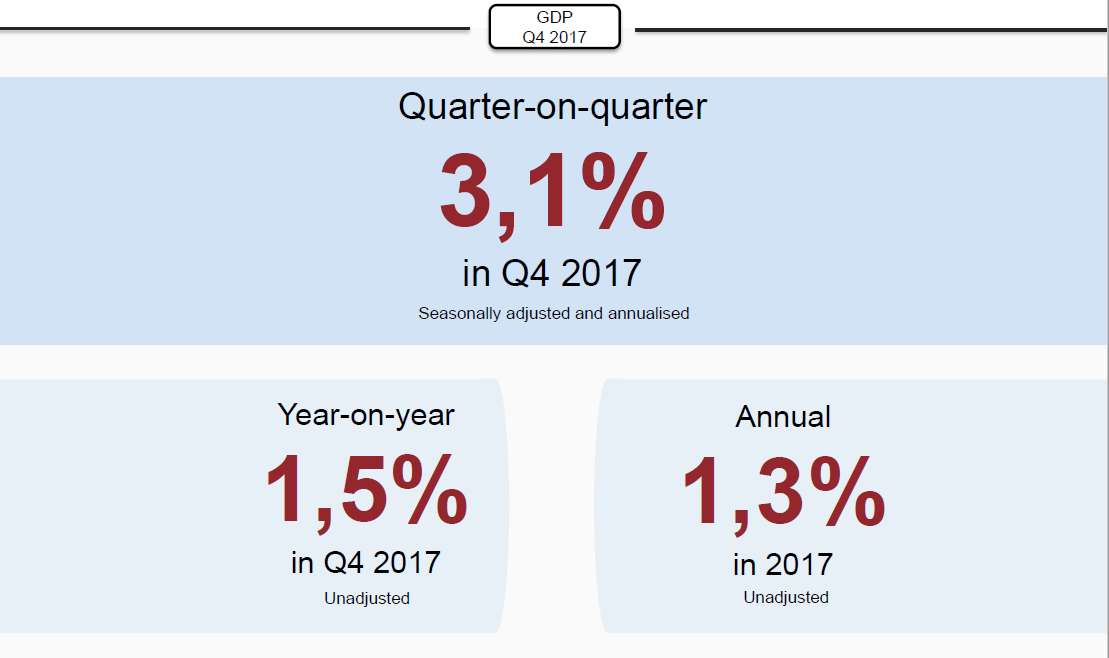 GDP
Q4 2017
Quarter-on-quarter
3,1%
in Q4 2017
Seasonally adjusted and annualised
Year-on-year
1,5%
in Q4 2017
Unadjusted
Annual
1,3%
in 2017
Unadjusted